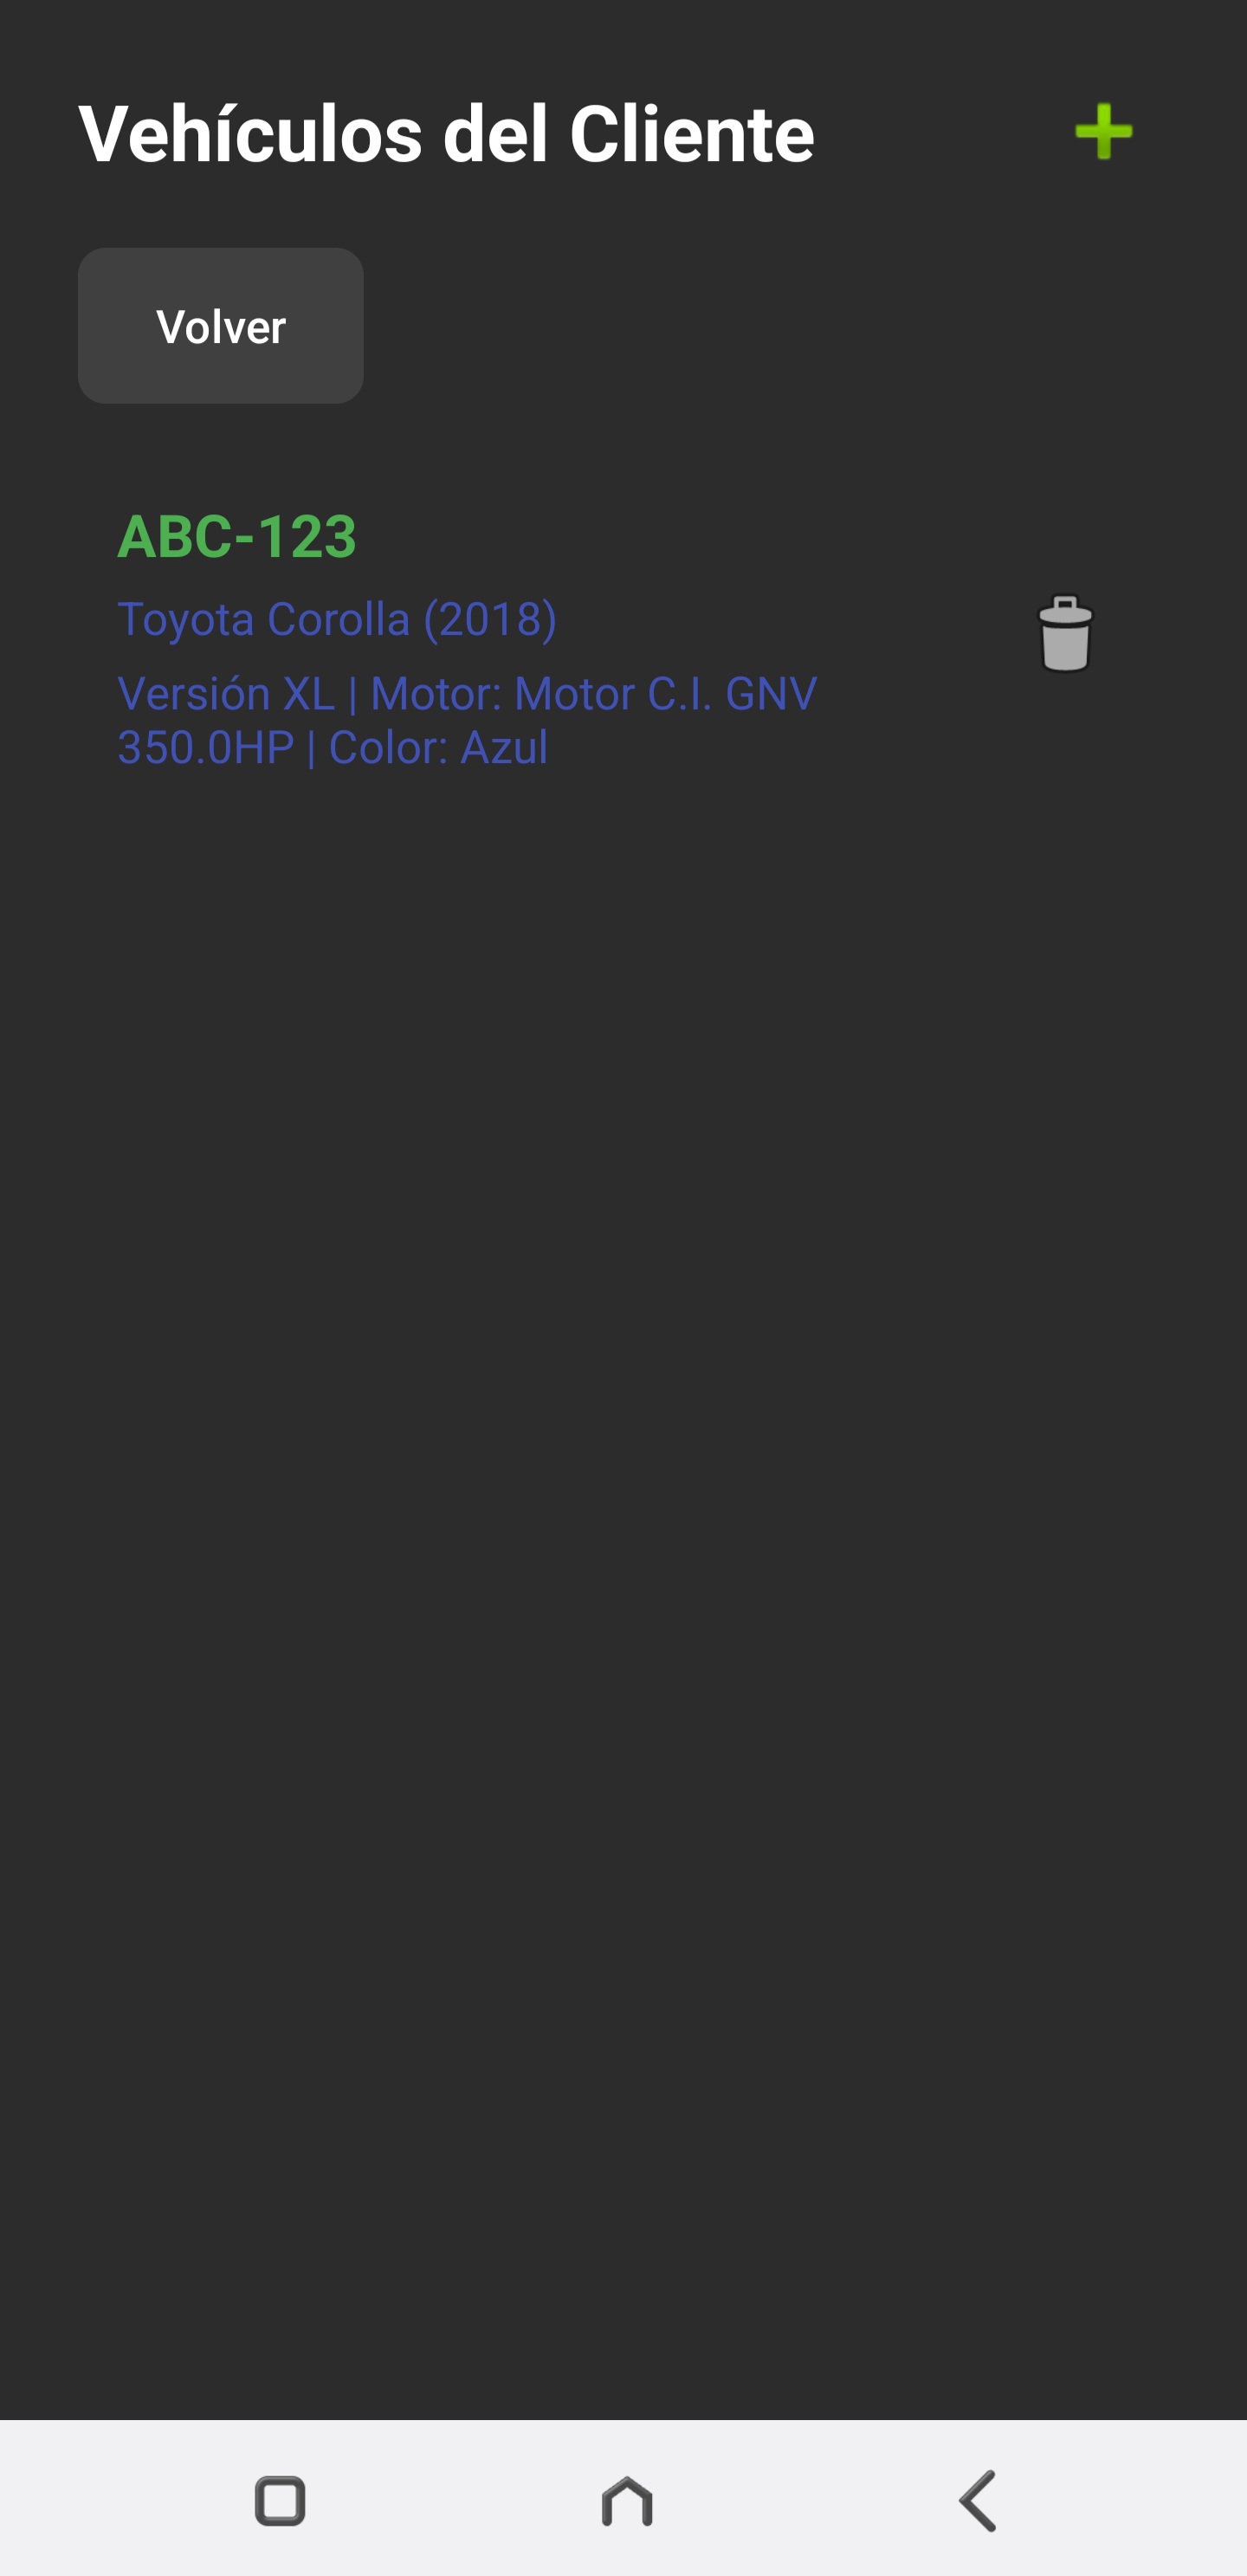 Vehículos del Cliente
Volver
ABC-123
Toyota Corolla (2018)
Versión XL | Motor: Motor C.I. GNV
350.0HP | Color: Azul